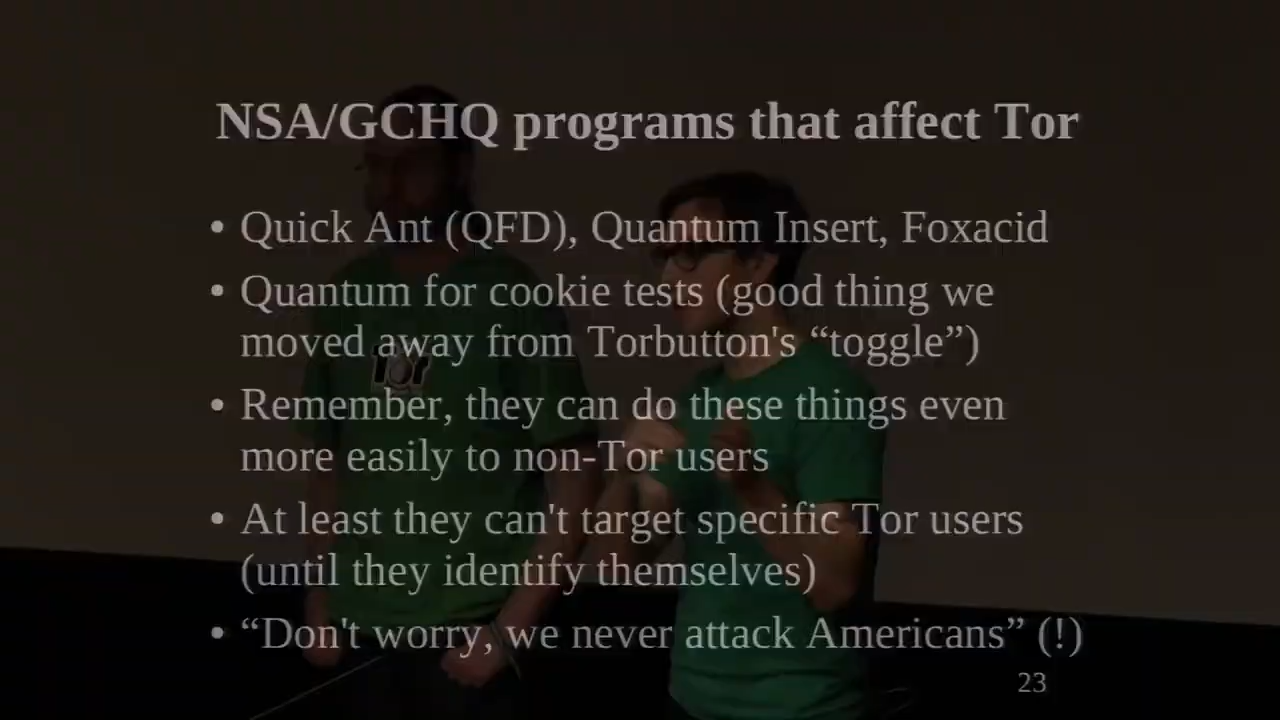 NSA/GCHQ programs that affect Tor
• Quick Ant (QFD), Quantum Insert, Foxacid
• Quantum for cookie tests (good thing we
moved away from Torbutton's “toggle”)
• Remember, they can do these things even
more easily to non-Tor users
Tor
• At least they can't target specific Tor users
(until they identify themselves)
• “Don't worry, we never attack Americans” (!)
23